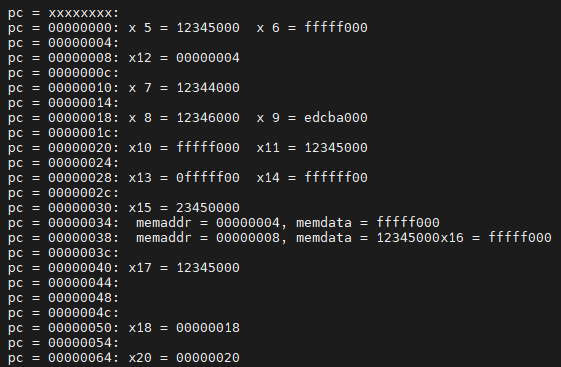 pc = xxxxxxxx:
pc = 00000000: x 5 = 12345000  x 6 = fffff000
pc = 00000004:
pc = 00000008: x12 = 00000004
pc = 0000000c:
pc = 00000010: x 7 = 12344000
pc = 00000014:
pc = 00000018: x 8 = 12346000  x 9 = edcba000
pc = 0000001c:
pc = 00000020: x10 = fffff000  x11 = 12345000
pc = 00000024:
pc = 00000028: x13 = 0fffff00  x14 = ffffff00
pc = 0000002c:
pc = 00000030: x15 = 23450000
pc = 00000034:  memaddr = 00000004, memdata = fffff000
pc = 00000038:  memaddr = 00000008, memdata = 12345000x16 = fffff000
pc = 0000003c:
pc = 00000040: x17 = 12345000
pc = 00000044:
pc = 00000048:
pc = 0000004c:
pc = 00000050: x18 = 00000018
pc = 00000054:
pc = 00000064: x20 = 00000020